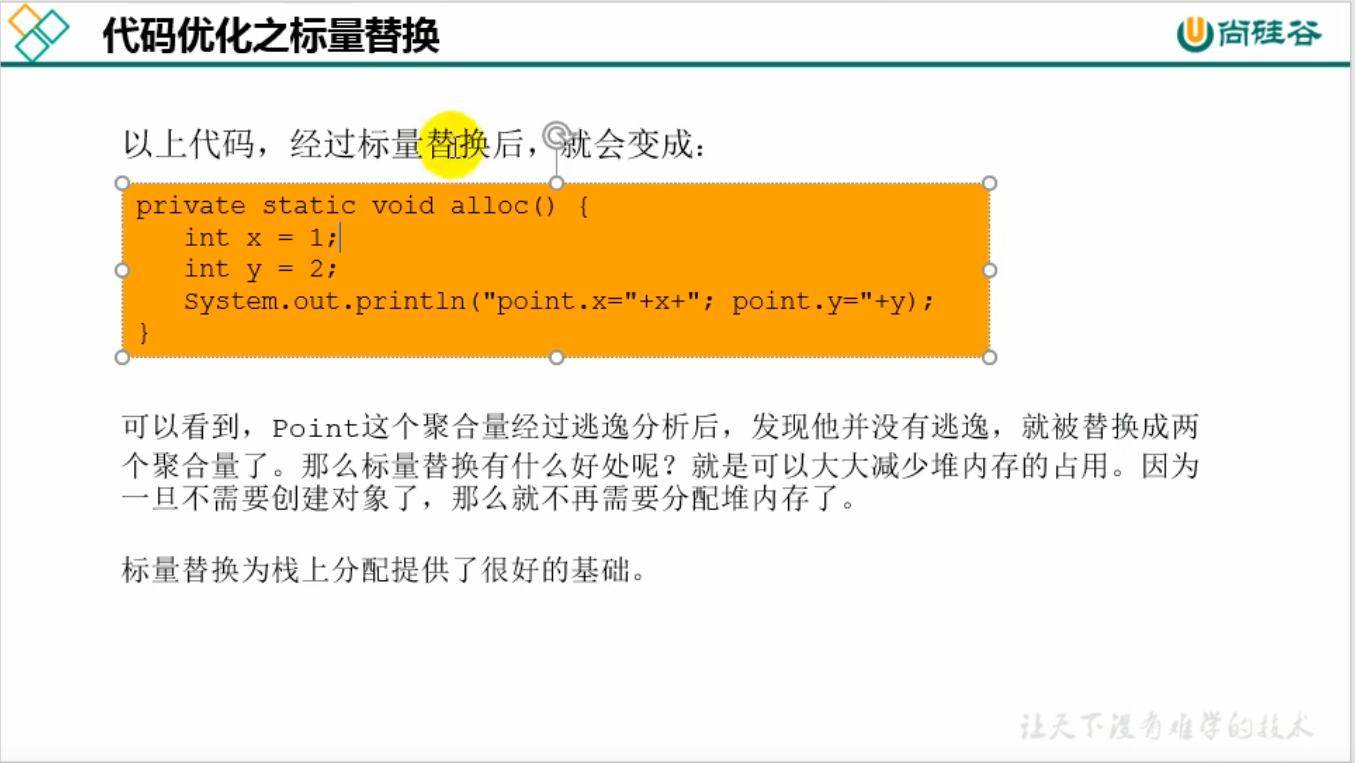 代码优化之标量替换
尚硅谷
以上代码，经过标量替换后，就会变成：
private static void alloc() {
int x = 1;
int y = 2;
System.out.println("point.x="+x+"; point.y="+y);
}
可以看到，Point这个聚合量经过逃逸分析后，发现他并没有逃逸，就被替换成两
个聚合量了。那么标量替换有什么好处呢？就是可以大大减少堆内存的占用。因为
一旦不需要创建对象了，那么就不再需要分配堆内存了。
标量替换为栈上分配提供了很好的基础。
让天下没有难学的技术